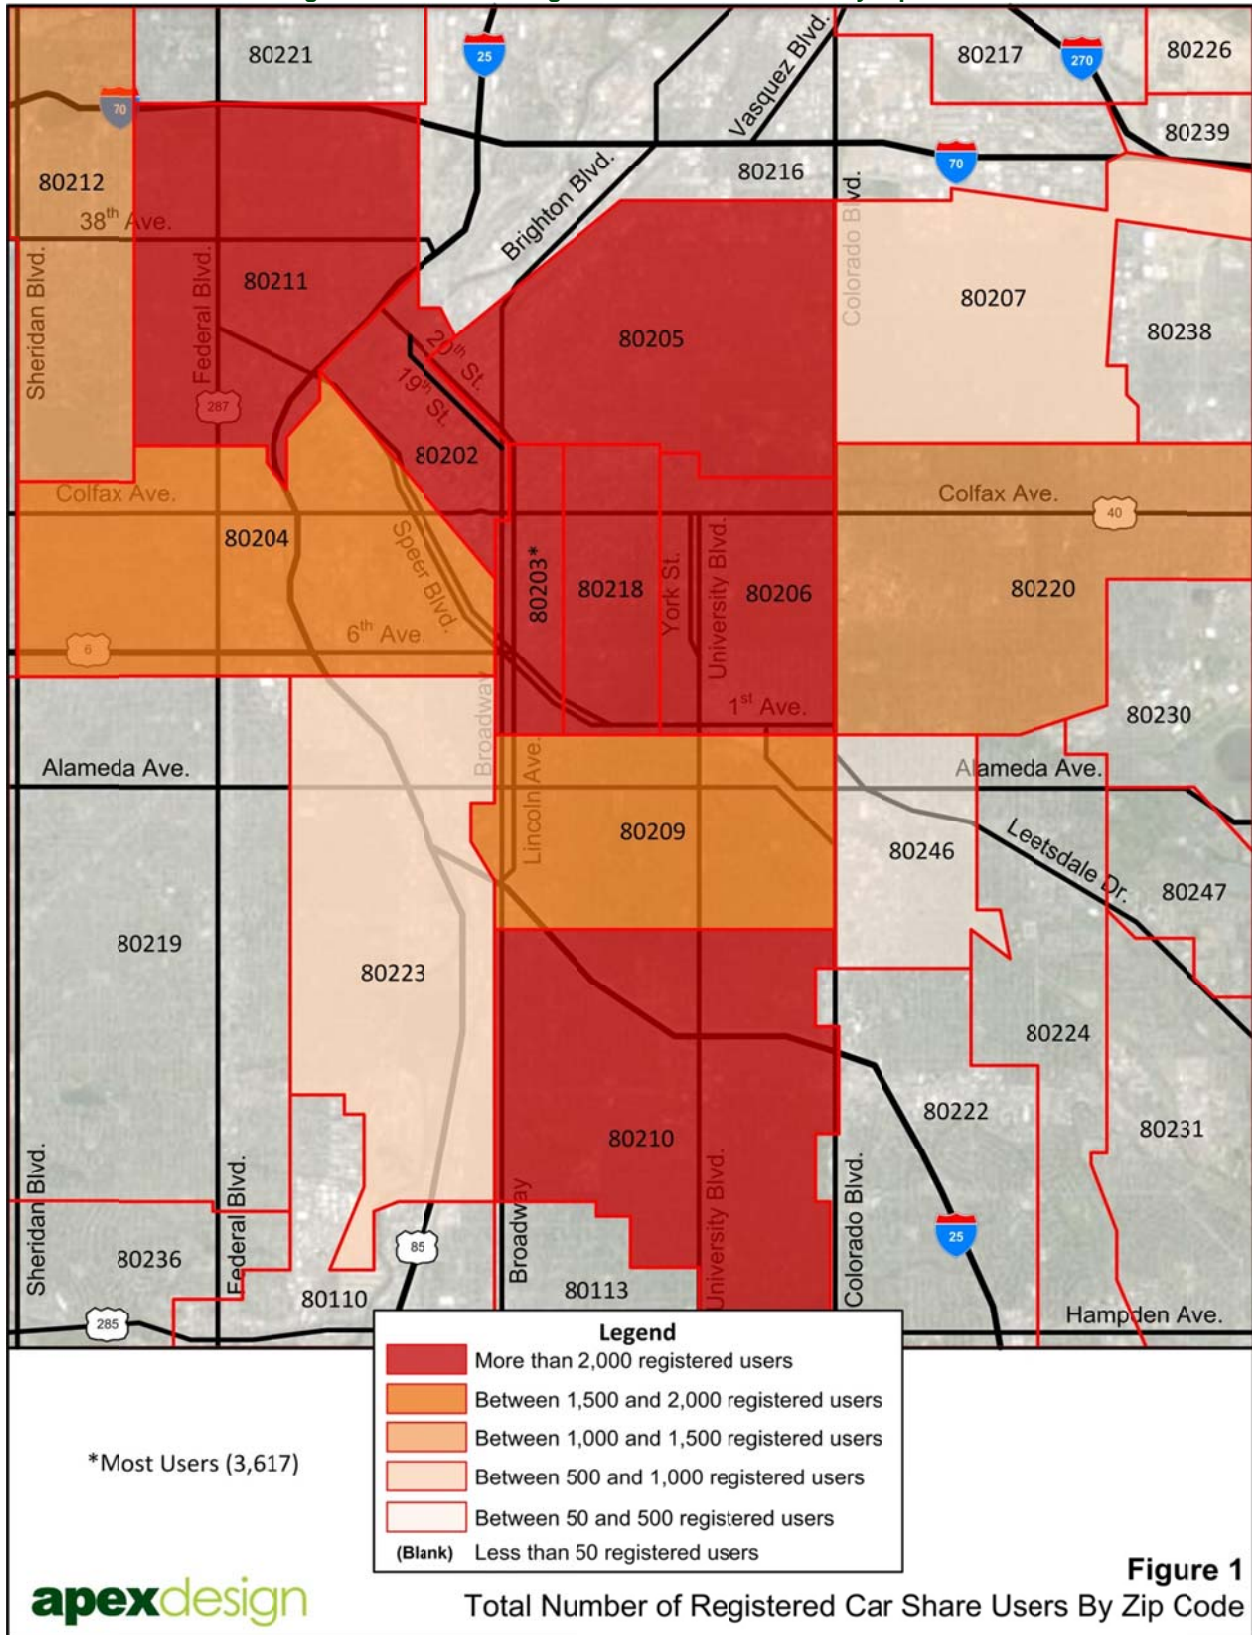 80221
25
Vasquez Blvd.
80217
270
80226
70
80239
80212
Brighton Blvd.
80216
70
38th Ave.
Sheridan Blvd.
Federal Blvd.
80211
Colorado Blvd.
80207
80205
80238
20th St.
19th St.
287
80202
Colfax Ave.
Colfax Ave.
40
80204
Speer Blvd.
80203*
80218
York St.
University Blvd.
80206
80220
6th Ave
6
Broadway
1st Ave.
80230
Alameda Ave.
Alameda Ave.
Lincoln Ave.
80209
80246
Leetsdale Dr.
80247
80219
80223
80224
80222
80210
80231
Sheridan Blvd.
Federal Blvd.
Broadway
University Blvd.
Colorado Blvd.
85
25
80236
80110
80113
285
Hampden Ave.
Legend
More than 2,000 registered users
Between 1,500 and 2,000 registered users
Between 1,000 and 1,500 registered users
Between 500 and 1,000 registered users
Between 50 and 500 registered users
(Blank) Less than 50 registered users
*Most Users (3,617)
apexdesign
Figure 1
Total Number of Registered Car Share Users By Zip Code